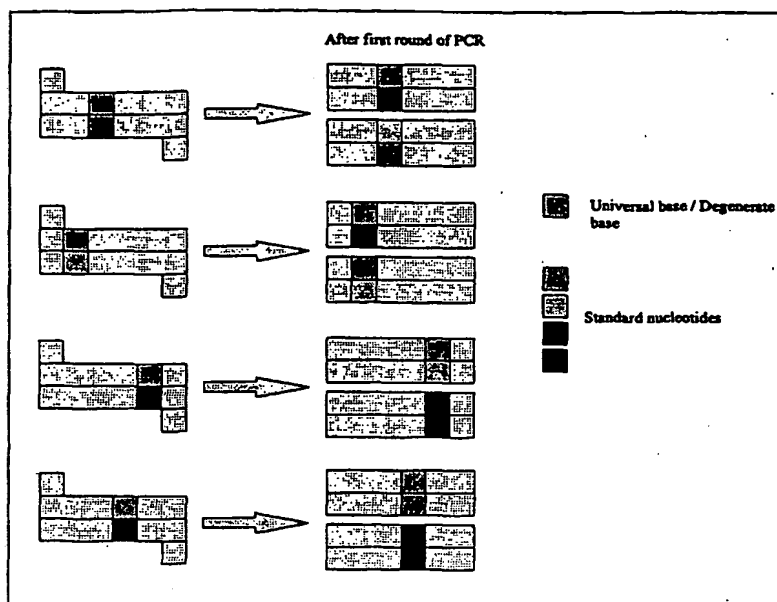 After first round of PCR
Universal base / Degenerate
base
Standard nucleotides